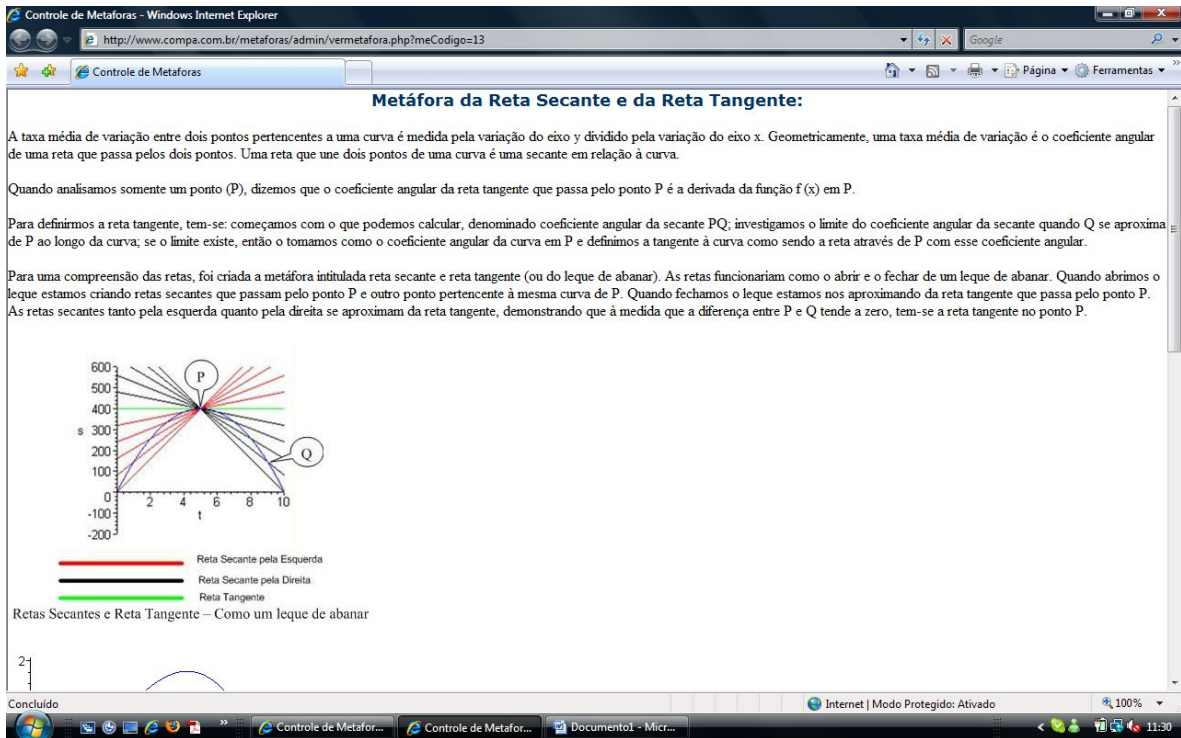 Controle de Metaforas - Windows Internet Explorer
http://www.compa.com.br/metaforas/admin/vermetafora.php?meCodigo=13
Google
Controle de Metaforas
Página
Ferramentas
Metáfora da Reta Secante e da Reta Tangente:
A taxa média de variação entre dois pontos pertencentes a uma curva é medida pela variação do eixo y dividido pela variação do eixo x. Geometricamente, uma taxa média de variação é o coeficiente angular
de uma reta que passa pelos dois pontos. Uma reta que une dois pontos de uma curva é uma secante em relação à curva.
Quando analisamos somente um ponto (P), dizemos que o coeficiente angular da reta tangente que passa pelo ponto P é a derivada da função f (x) em P.
Para definirmos a reta tangente, tem-se: começamos com o que podemos calcular, denominado coeficiente angular da secante PQ; investigamos o limite do coeficiente angular da secante quando Q se aproxima
de P ao longo da curva; se o limite existe, então o tomamos como o coeficiente angular da curva em P e definimos a tangente à curva como sendo a reta através de P com esse coeficiente angular.
Para uma compreensão das retas, foi criada a metáfora intitulada reta secante e reta tangente (ou do leque de abanar). As retas funcionariam como o abrir e o fechar de um leque de abanar. Quando abrimos o
leque estamos criando retas secantes que passam pelo ponto P e outro ponto pertencente à mesma curva de P. Quando fechamos o leque estamos nos aproximando da reta tangente que passa pelo ponto P.
As retas secantes tanto pela esquerda quanto pela direita se aproximam da reta tangente, demonstrando que à medida que a diferença entre P e Q tende a zero, tem-se a reta tangente no ponto P.
600
P
500
400
s 300
200
Q
100
0 2 4 6 8 10
-100
t
-200
Reta Secante pela Esquerda
Reta Secante pela Direita
Reta Tangente
Retas Secantes e Reta Tangente – Como um leque de abanar
2
Concluído
Internet | Modo Protegido: Ativado
100%
Controle de Metafor...
Controle de Metafor...
Documento1 - Micr...
11:30